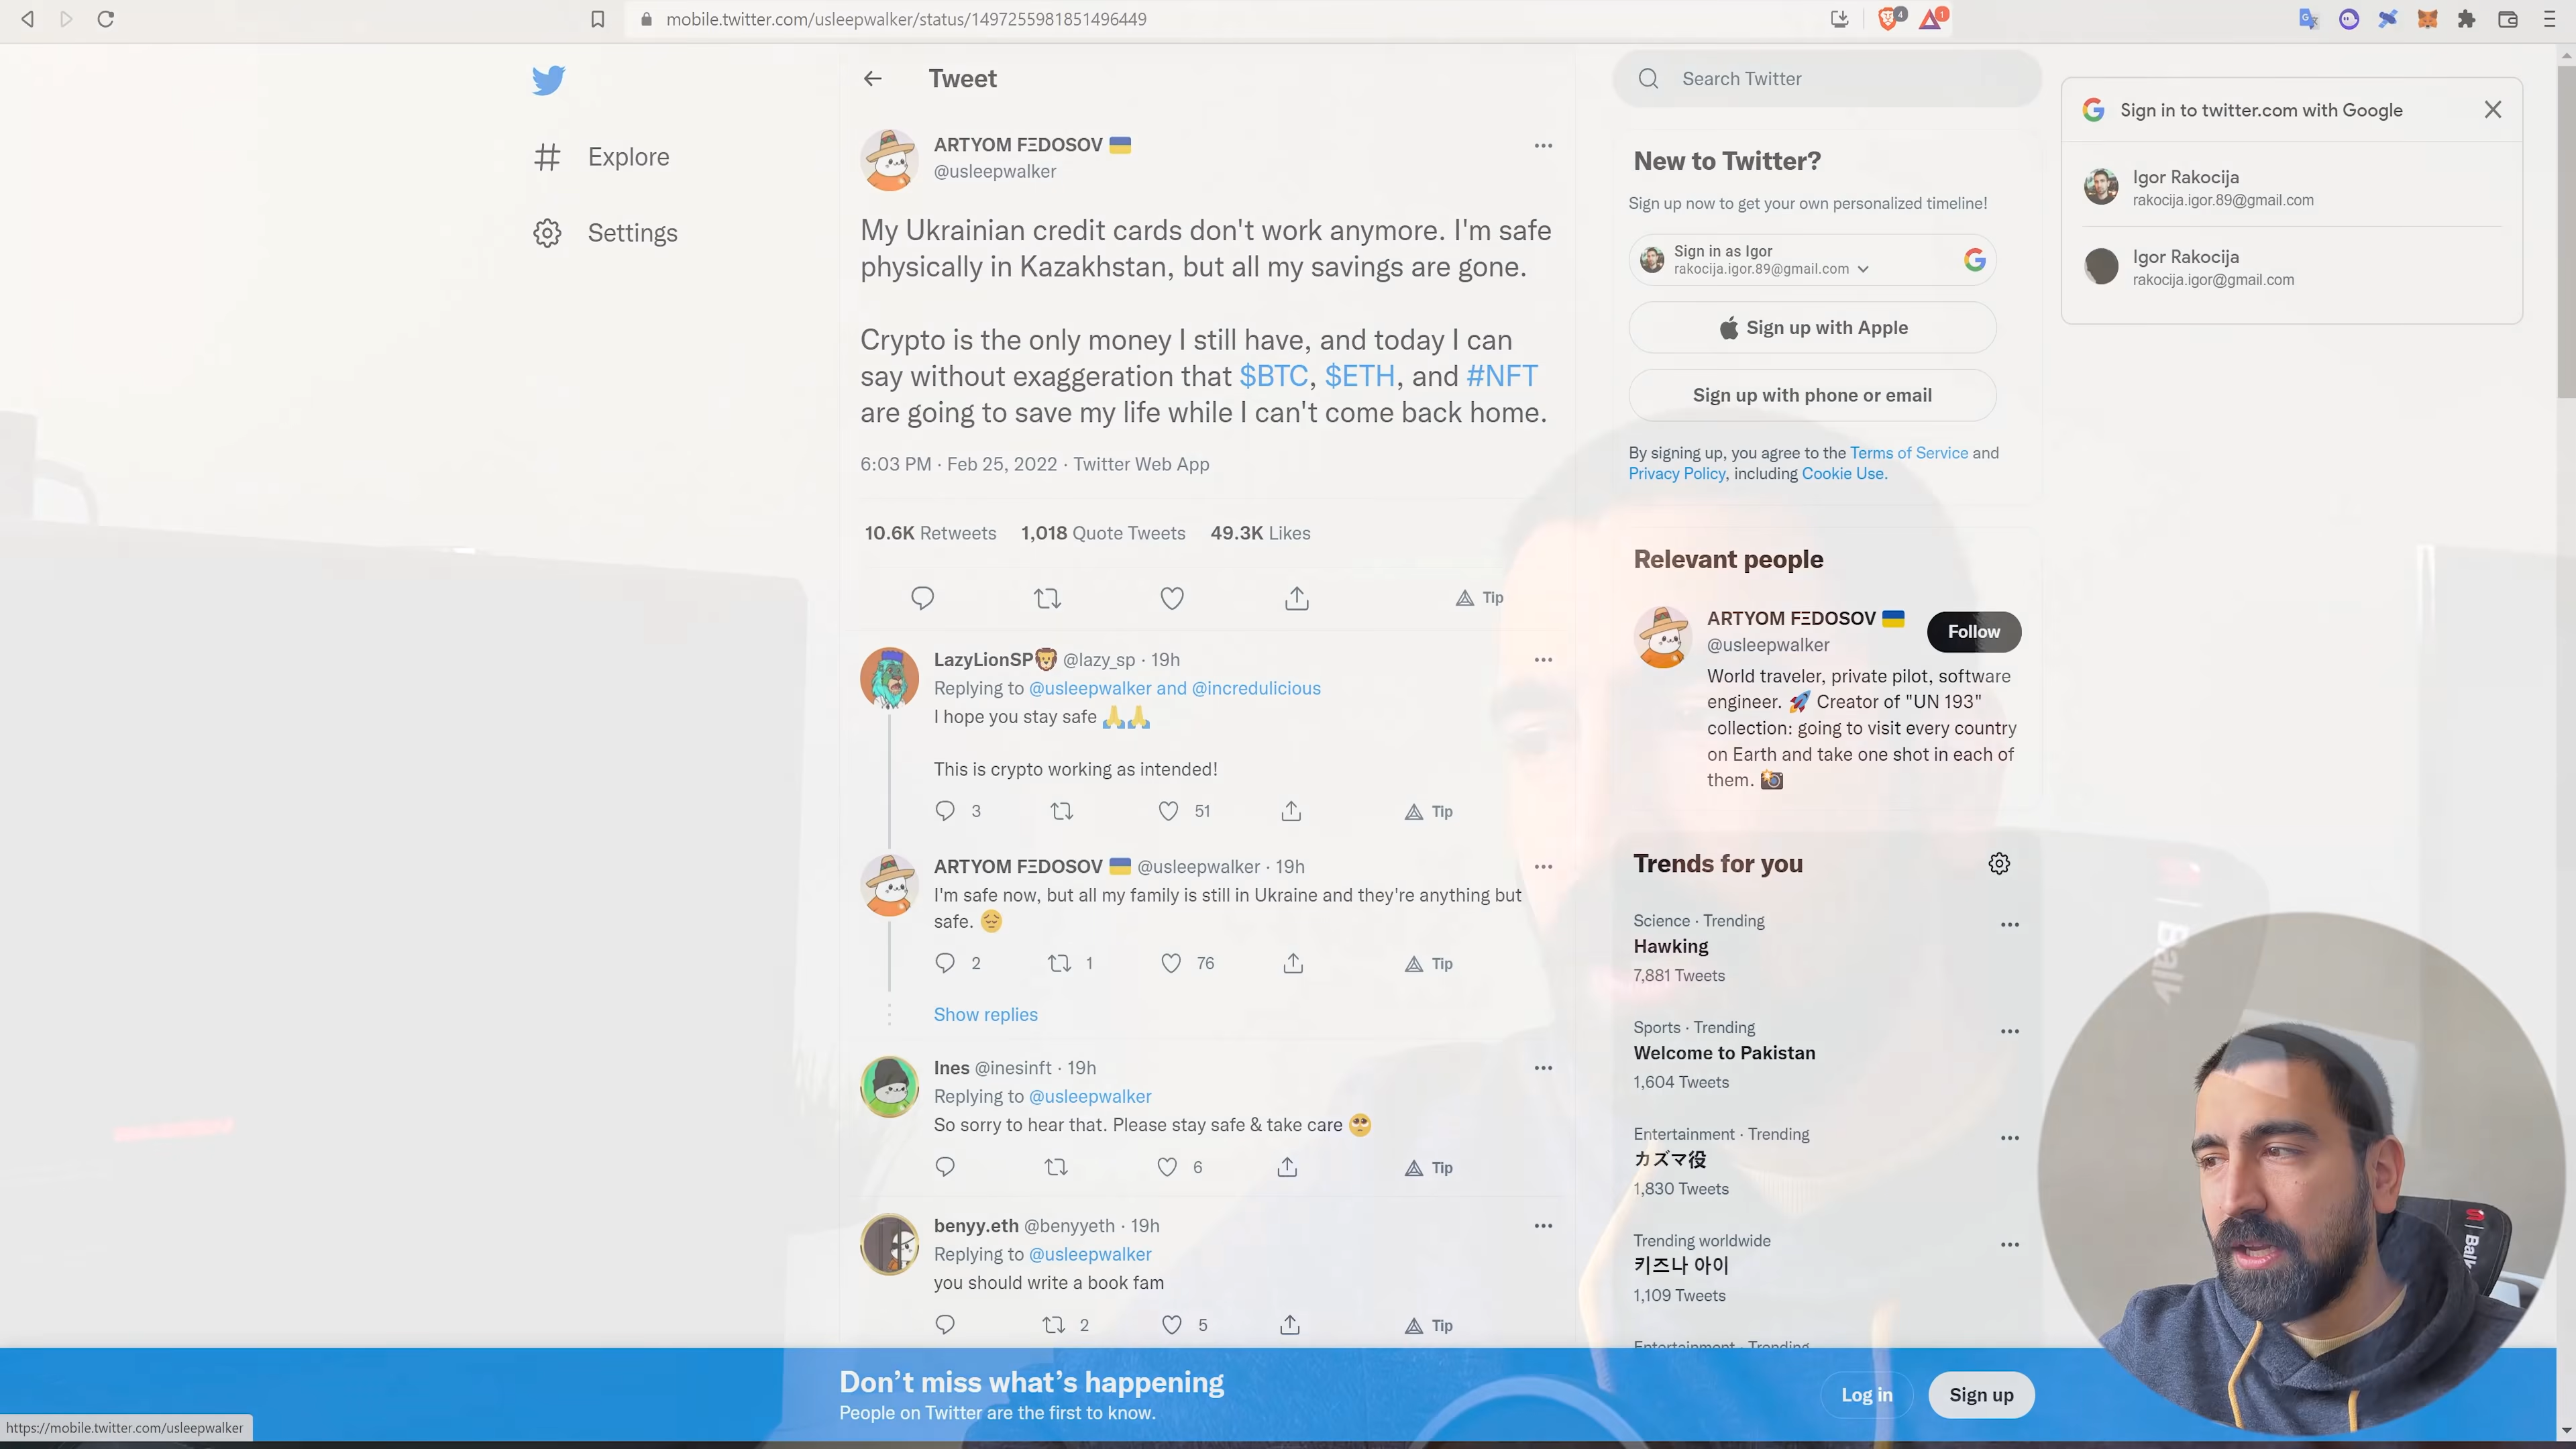 mobile.twitter.com/usleepwalker/status/1497255981851496449
4
1
Explore
Settings
Tweet
ARTYOM FΞDOSOV 🇺🇦
@usleepwalker
My Ukrainian credit cards don't work anymore. I'm safe
physically in Kazakhstan, but all my savings are gone.
Crypto is the only money I still have, and today I can
say without exaggeration that $BTC, $ETH, and #NFT
are going to save my life while I can't come back home.
6:03 PM · Feb 25, 2022 · Twitter Web App
10.6K Retweets 1,018 Quote Tweets 49.3K Likes
Tip
LazyLionSP🦁 @lazy_sp · 19h
Replying to @usleepwalker and @incredulicious
I hope you stay safe 🙏🙏
This is crypto working as intended!
3 51 Tip
ARTYOM FΞDOSOV 🇺🇦 @usleepwalker · 19h
I'm safe now, but all my family is still in Ukraine and they're anything but
safe. 😔
2 1 76 Tip
Show replies
Ines @inesinft · 19h
Replying to @usleepwalker
So sorry to hear that. Please stay safe & take care 🥺
6 Tip
benyy.eth @benyyeth · 19h
Replying to @usleepwalker
you should write a book fam
2 5 Tip
Search Twitter
New to Twitter?
Sign up now to get your own personalized timeline!
Sign in as Igor
rakocija.igor.89@gmail.com
Sign up with Apple
Sign up with phone or email
By signing up, you agree to the Terms of Service and
Privacy Policy, including Cookie Use.
Relevant people
ARTYOM FΞDOSOV 🇺🇦
@usleepwalker
Follow
World traveler, private pilot, software
engineer. 🚀 Creator of "UN 193"
collection: going to visit every country
on Earth and take one shot in each of
them. 📸
Trends for you
Science · Trending
Hawking
7,881 Tweets
Sports · Trending
Welcome to Pakistan
1,604 Tweets
Entertainment · Trending
カズマ役
1,830 Tweets
Trending worldwide
키즈나 아이
1,109 Tweets
Entertainment · Trending
Sign in to twitter.com with Google
Igor Rakocija
rakocija.igor.89@gmail.com
Igor Rakocija
rakocija.igor@gmail.com
Don't miss what's happening
People on Twitter are the first to know.
Log in
Sign up
https://mobile.twitter.com/usleepwalker